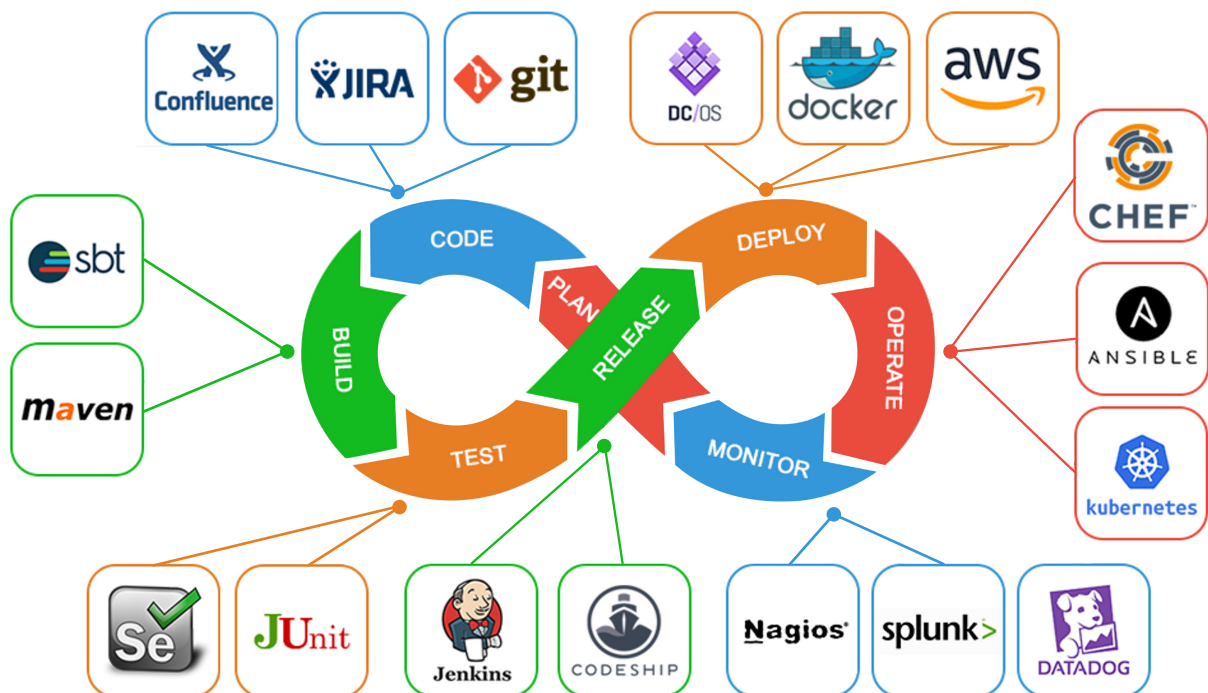 Confluence
JIRA
git
DC/OS
docker
aws
CHEF™
sbt
CODE
DEPLOY
PLAN
RELEASE
BUILD
OPERATE
ANSIBLE
maven
TEST
MONITOR
kubernetes
Se
JUnit
Jenkins
CODESHIP
Nagios®
splunk>
DATADOG